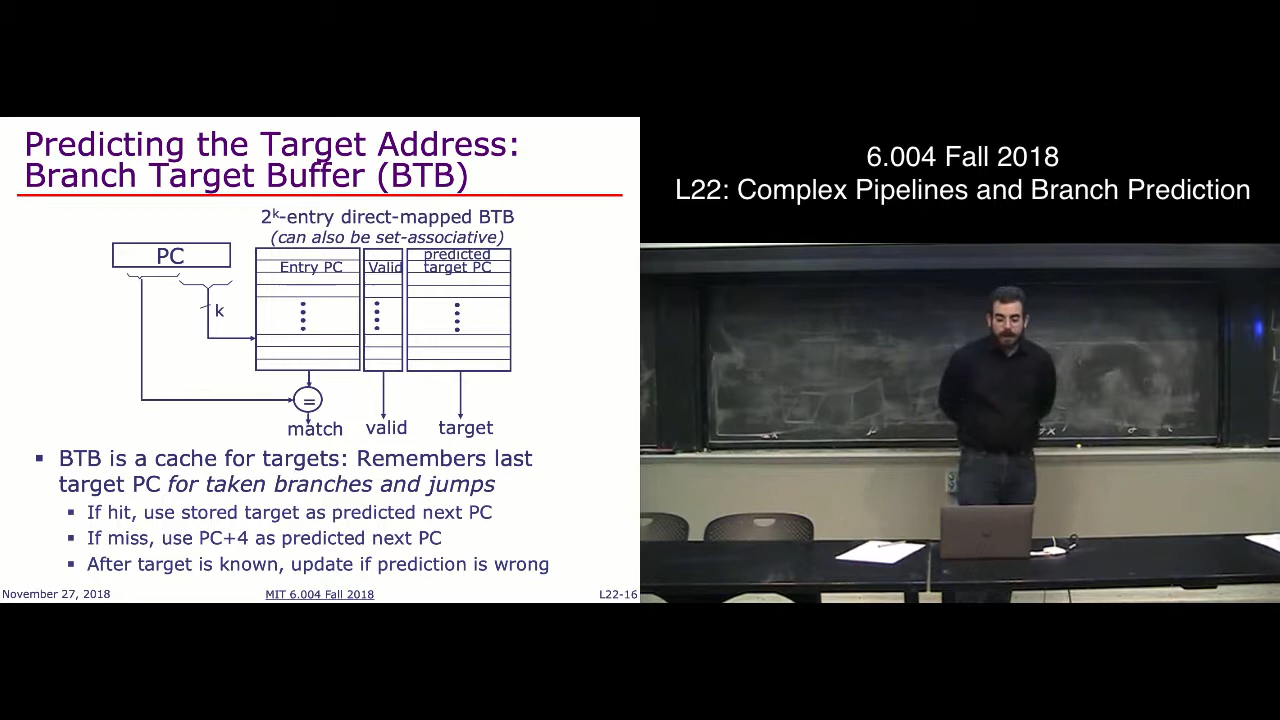 Predicting the Target Address:
Branch Target Buffer (BTB)
2k-entry direct-mapped BTB
(can also be set-associative)
PC
k
Entry PC
Valid
predicted
target PC
=
match
valid
target
▪ BTB is a cache for targets: Remembers last
target PC for taken branches and jumps
▪ If hit, use stored target as predicted next PC
▪ If miss, use PC+4 as predicted next PC
▪ After target is known, update if prediction is wrong
November 27, 2018
MIT 6.004 Fall 2018
L22-16
6.004 Fall 2018
L22: Complex Pipelines and Branch Prediction